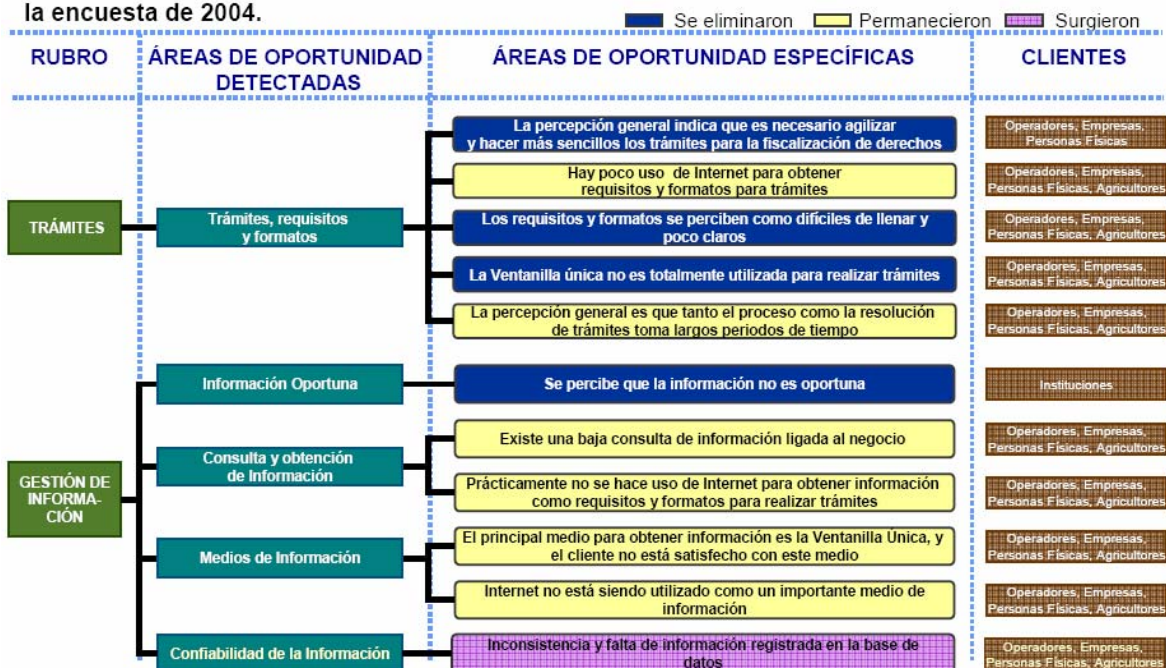 la encuesta de 2004.
Se eliminaron
Permanecieron
Surgieron
RUBRO
ÁREAS DE OPORTUNIDAD
DETECTADAS
ÁREAS DE OPORTUNIDAD ESPECÍFICAS
CLIENTES
TRÁMITES
Trámites, requisitos
y formatos
La percepción general indica que es necesario agilizar
y hacer más sencillos los trámites para la fiscalización de derechos
Operadores, Empresas,
Personas Físicas
Hay poco uso de Internet para obtener
requisitos y formatos para trámites
Operadores, Empresas,
Personas Físicas, Agricultores
Los requisitos y formatos se perciben como difíciles de llenar y
poco claros
Operadores, Empresas,
Personas Físicas, Agricultores
La Ventanilla única no es totalmente utilizada para realizar trámites
Operadores, Empresas,
Personas Físicas, Agricultores
La percepción general es que tanto el proceso como la resolución
de trámites toma largos periodos de tiempo
Operadores, Empresas,
Personas Físicas, Agricultores
GESTIÓN DE
INFORMA-
CIÓN
Información Oportuna
Se percibe que la información no es oportuna
Instituciones
Consulta y obtención
de Información
Existe una baja consulta de información ligada al negocio
Operadores, Empresas,
Personas Físicas, Agricultores
Prácticamente no se hace uso de Internet para obtener información
como requisitos y formatos para realizar trámites
Operadores, Empresas,
Personas Físicas, Agricultores
Medios de Información
El principal medio para obtener información es la Ventanilla Única, y
el cliente no está satisfecho con este medio
Operadores, Empresas,
Personas Físicas, Agricultores
Internet no está siendo utilizado como un importante medio de
información
Operadores, Empresas,
Personas Físicas, Agricultores
Confiabilidad de la Información
Inconsistencia y falta de información registrada en la base de
datos
Operadores, Empresas,
Personas Físicas, Agricultores